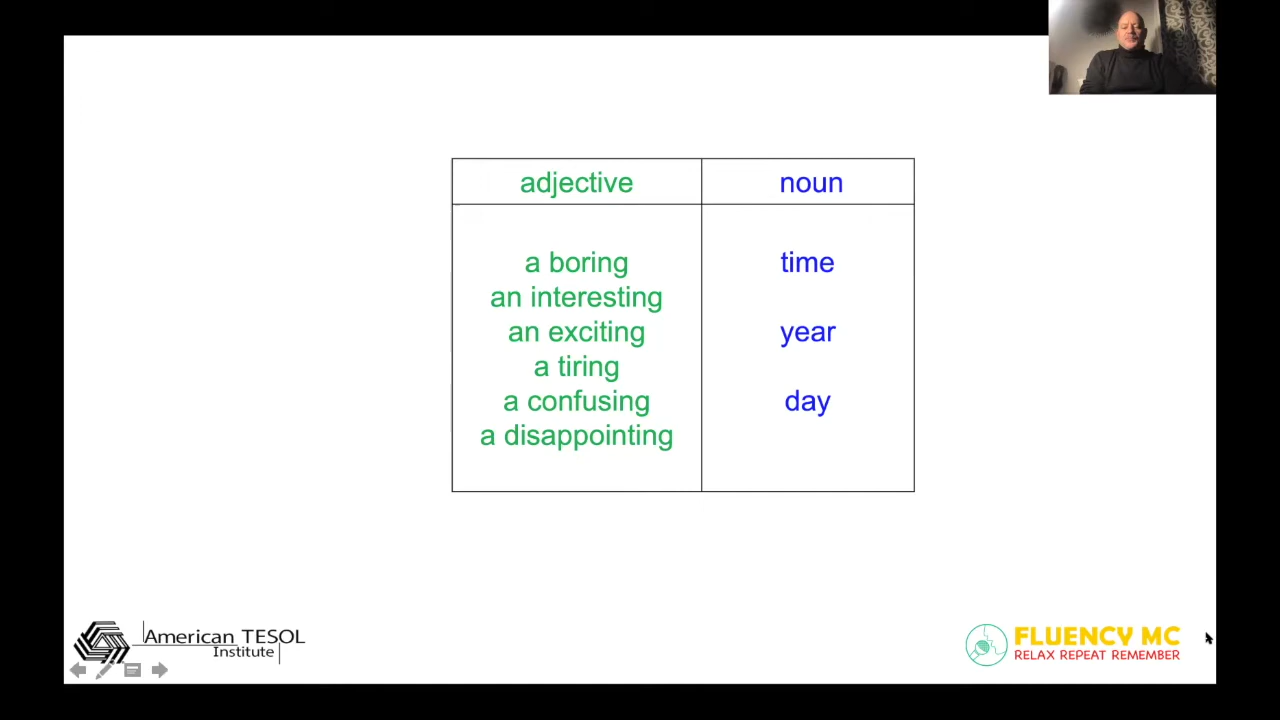 adjective noun
a boring time
an interesting
an exciting year
a tiring
a confusing day
a disappointing
American TESOL
Institute
FLUENCY MC
RELAX REPEAT REMEMBER